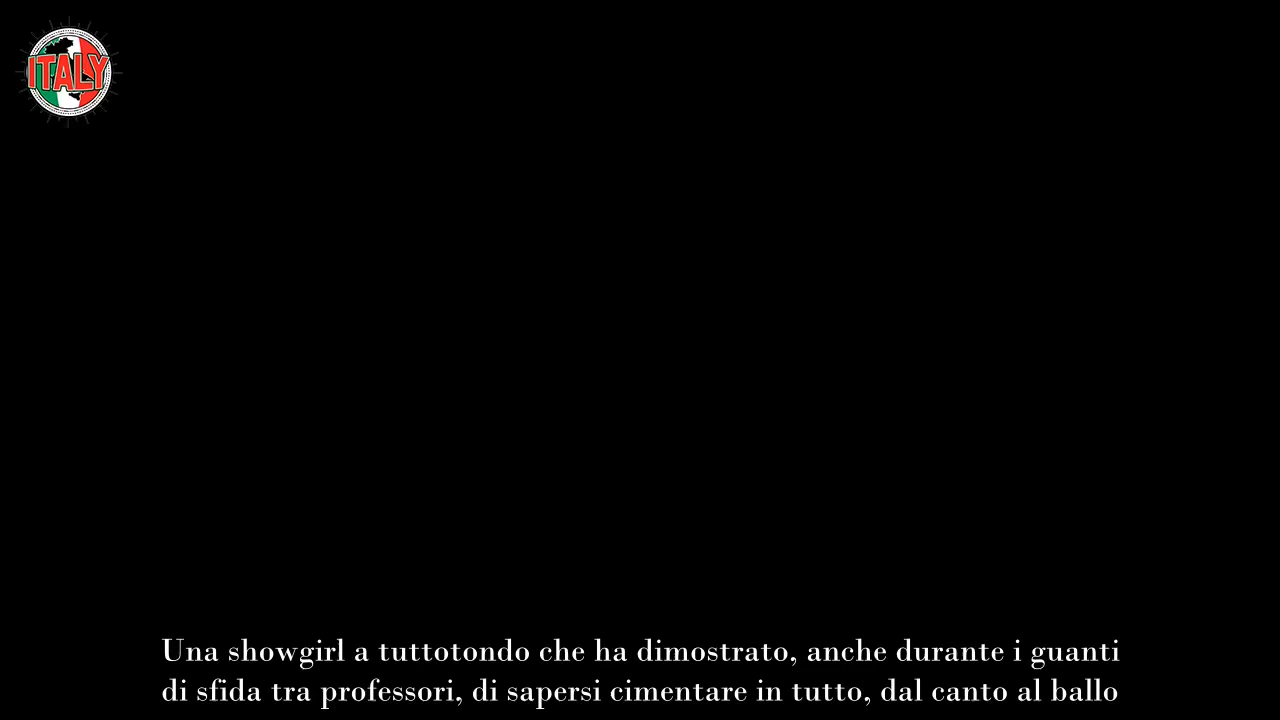 ITALY
Una showgirl a tuttotondo che ha dimostrato, anche durante i guanti
di sfida tra professori, di sapersi cimentare in tutto, dal canto al ballo